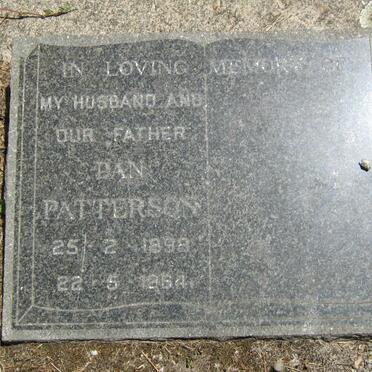 IN LOVING MEMORY OF
MY HUSBAND AND
OUR FATHER
DAN
PATTERSON
25 2 1898
22 5 1964